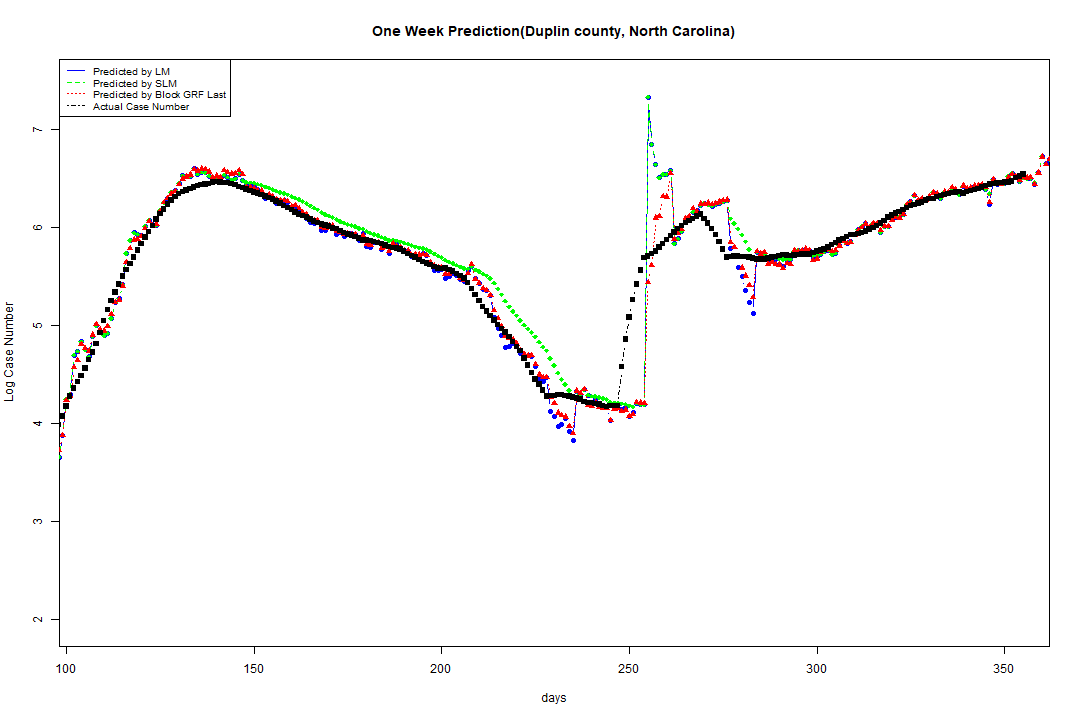 One Week Prediction(Duplin county, North Carolina)
Predicted by LM
Predicted by SLM
Predicted by Block GRF Last
Actual Case Number
Log Case Number
7
6
5
4
3
2
100 150 200 250 300 350
days